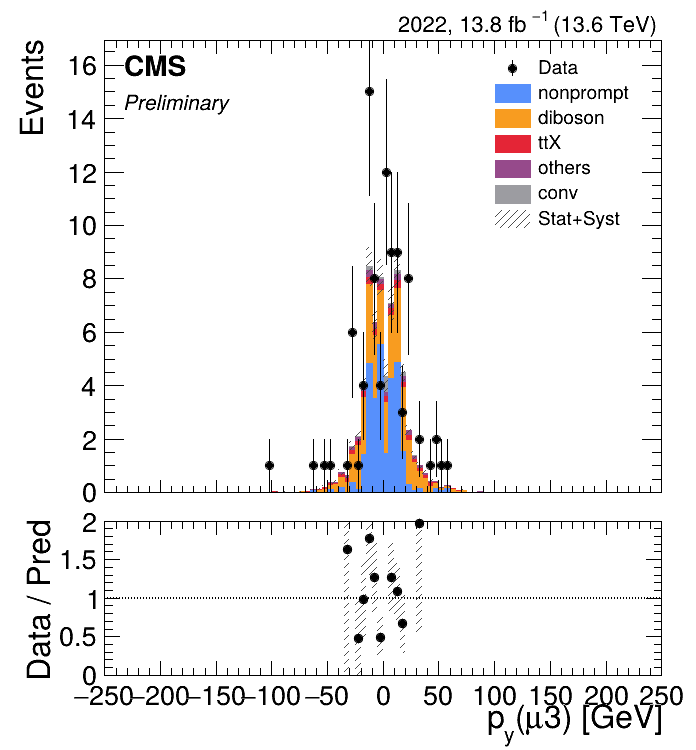 2022, 13.8 fb⁻¹ (13.6 TeV)
CMS
Preliminary
Events
Data
nonprompt
diboson
ttX
others
conv
Stat+Syst
16
14
12
10
8
6
4
2
0
Data / Pred
2
1.5
1
0.5
0
−250 −200 −150 −100 −50 0 50 100 150 200 250
p_y(μ3) [GeV]